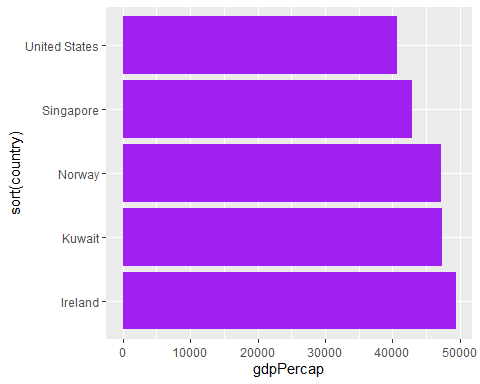 United States
Singapore
Norway
Kuwait
Ireland
sort(country)
0 10000 20000 30000 40000 50000
gdpPercap